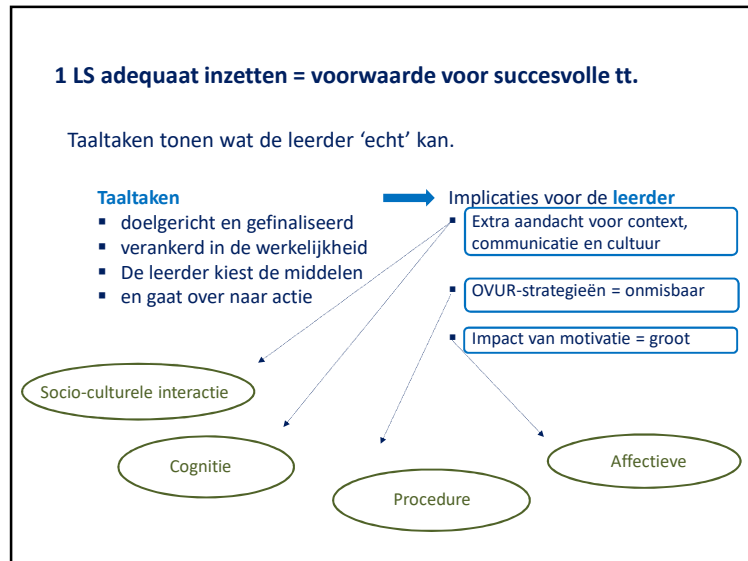 1 LS adequaat inzetten = voorwaarde voor succesvolle tt.
Taaltaken tonen wat de leerder ‘echt’ kan.
Taaltaken
▪ doelgericht en gefinaliseerd
▪ verankerd in de werkelijkheid
▪ De leerder kiest de middelen
▪ en gaat over naar actie
Implicaties voor de leerder
▪ Extra aandacht voor context,
communicatie en cultuur
▪ OVUR-strategieën = onmisbaar
▪ Impact van motivatie = groot
Socio-culturele interactie
Cognitie
Procedure
Affectieve